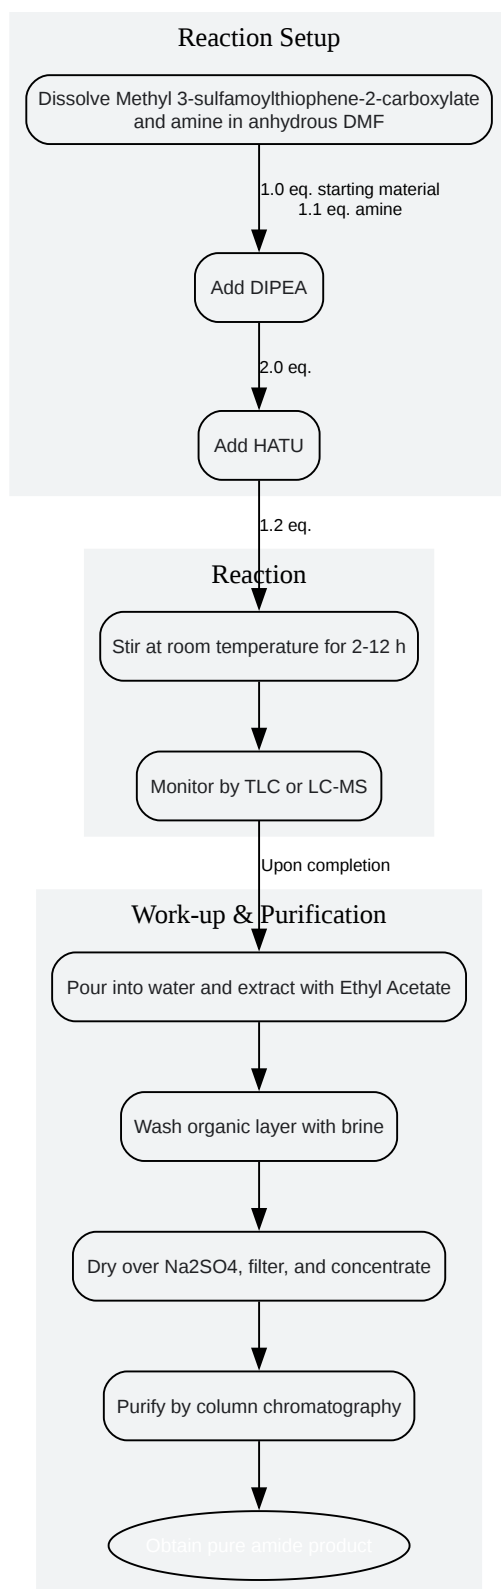 Reaction Setup
Dissolve Methyl 3-sulfamoylthiophene-2-carboxylate
and amine in anhydrous DMF
1.0 eq. starting material
1.1 eq. amine
Add DIPEA
2.0 eq.
Add HATU
1.2 eq.
Reaction
Stir at room temperature for 2-12 h
Monitor by TLC or LC-MS
Upon completion
Work-up & Purification
Pour into water and extract with Ethyl Acetate
Wash organic layer with brine
Dry over Na2SO4, filter, and concentrate
Purify by column chromatography
Obtain pure amide product